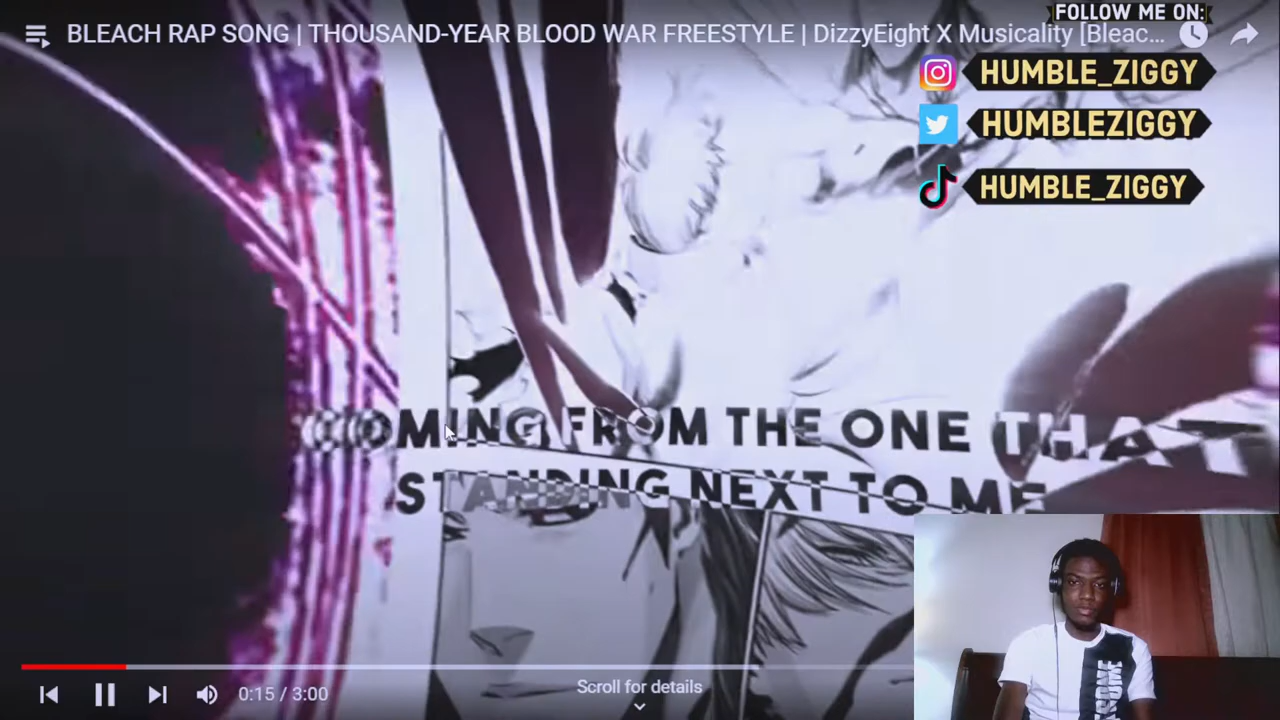 FOLLOW ME ON:
BLEACH RAP SONG | THOUSAND-YEAR BLOOD WAR FREESTYLE | DizzyEight X Musicality [Bleac...
HUMBLE_ZIGGY
HUMBLEZIGGY
HUMBLE_ZIGGY
COMING FROM THE ONE THAT
STANDING NEXT TO ME
0:15 / 3:00
Scroll for details